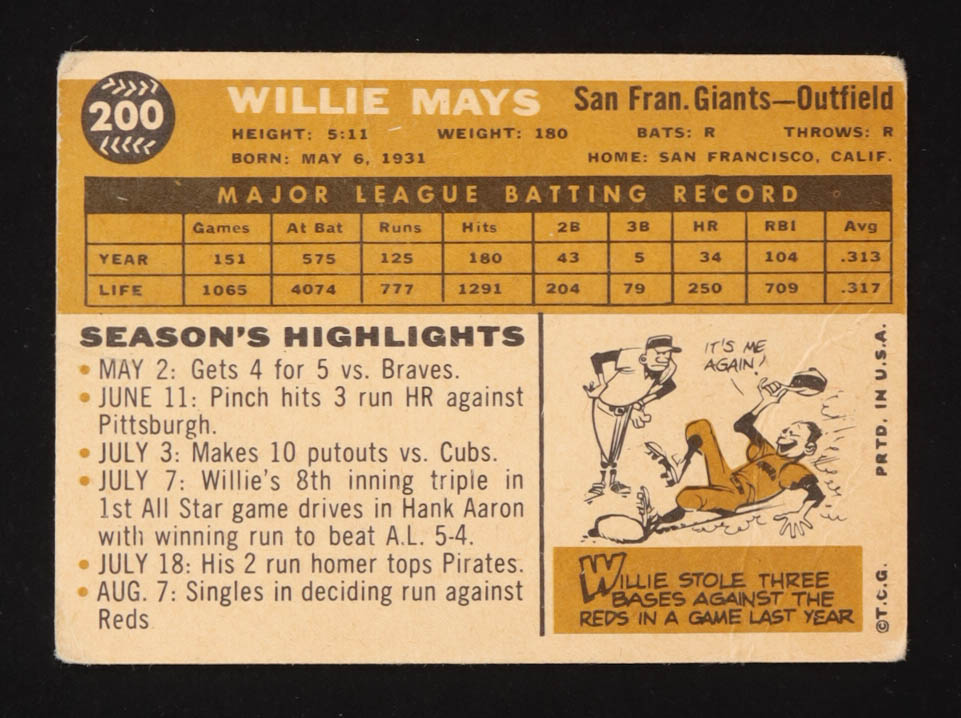 200
WILLIE MAYS San Fran. Giants—Outfield
HEIGHT: 5:11 WEIGHT: 180 BATS: R THROWS: R
BORN: MAY 6, 1931 HOME: SAN FRANCISCO, CALIF.
MAJOR LEAGUE BATTING RECORD
Games At Bat Runs Hits 2B 3B HR RBI Avg
YEAR 151 575 125 180 43 5 34 104 .313
LIFE 1065 4074 777 1291 204 79 250 709 .317
SEASON'S HIGHLIGHTS
• MAY 2: Gets 4 for 5 vs. Braves.
• JUNE 11: Pinch hits 3 run HR against
Pittsburgh.
• JULY 3: Makes 10 putouts vs. Cubs.
• JULY 7: Willie's 8th inning triple in
1st All Star game drives in Hank Aaron
with winning run to beat A.L. 5-4.
• JULY 18: His 2 run homer tops Pirates.
• AUG. 7: Singles in deciding run against
Reds
IT'S ME
AGAIN!
WILLIE STOLE THREE
BASES AGAINST THE
REDS IN A GAME LAST YEAR
©T.C.G. PRTD. IN U.S.A.